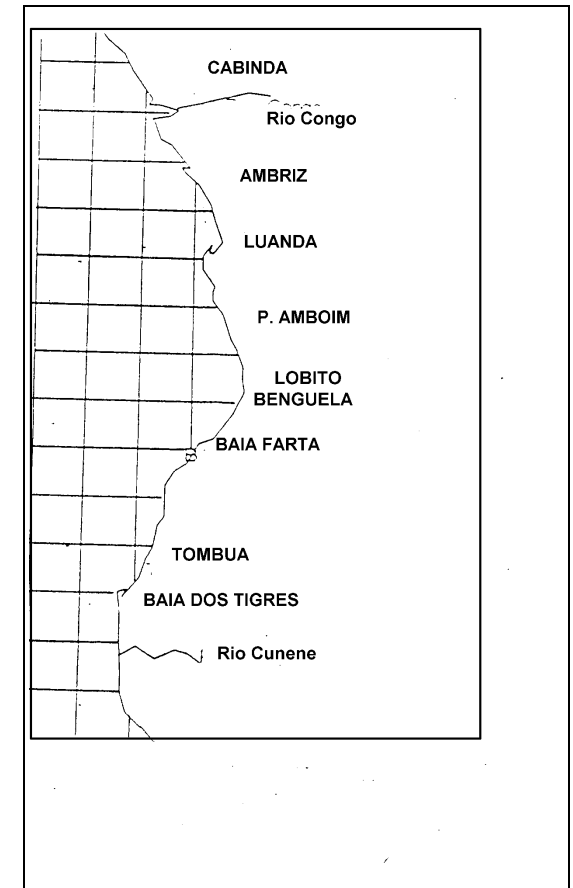 CABINDA
Rio Congo
AMBRIZ
LUANDA
P. AMBOIM
LOBITO
BENGUELA
BAIA FARTA
TOMBUA
BAIA DOS TIGRES
Rio Cunene